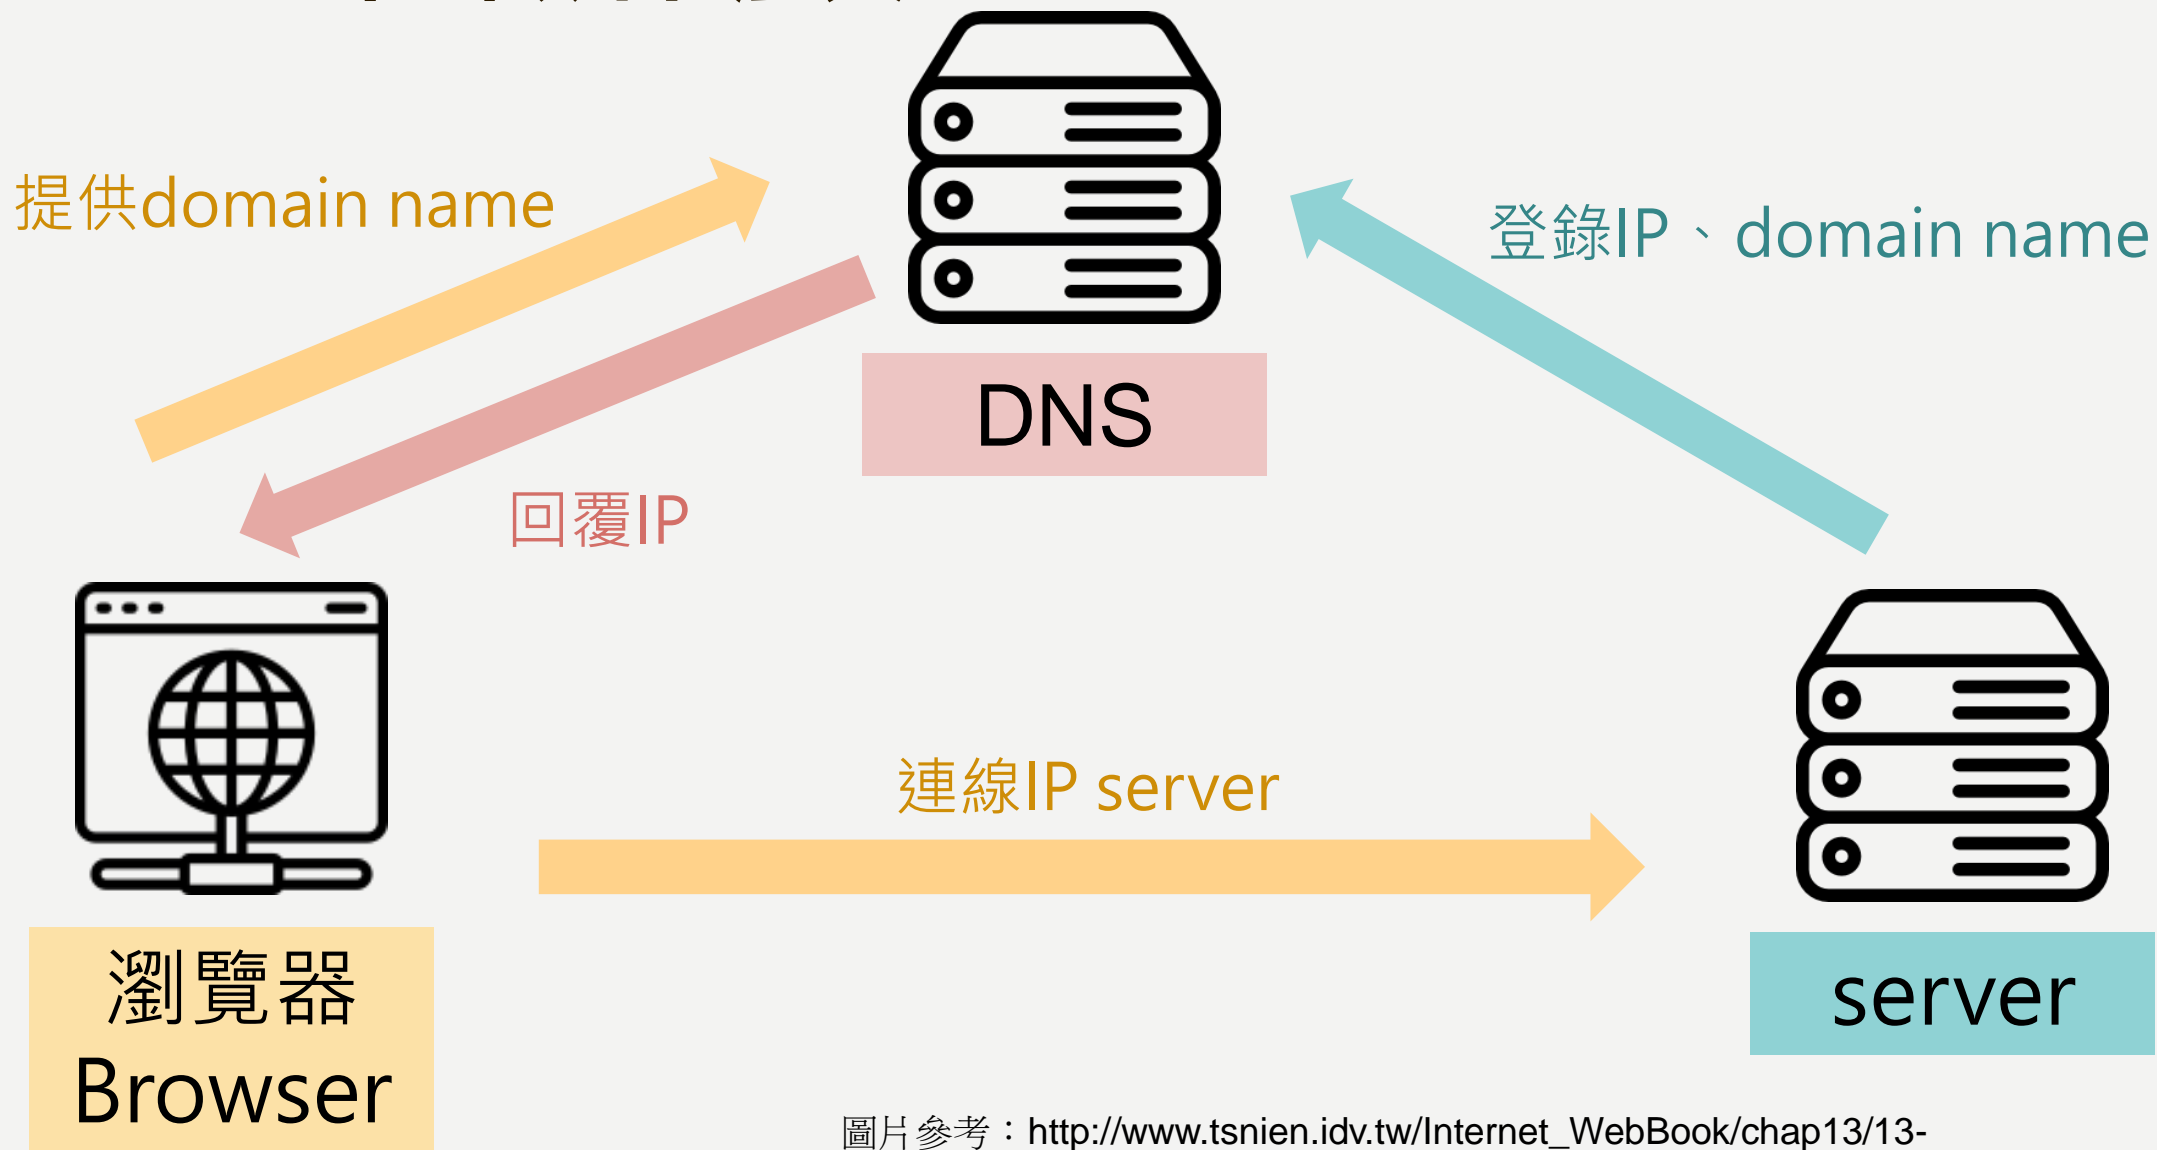 提供domain name
登錄IP、domain name
DNS
回覆IP
連線IP server
瀏覽器
Browser
server
圖片參考：http://www.tsnien.idv.tw/Internet_WebBook/chap13/13-